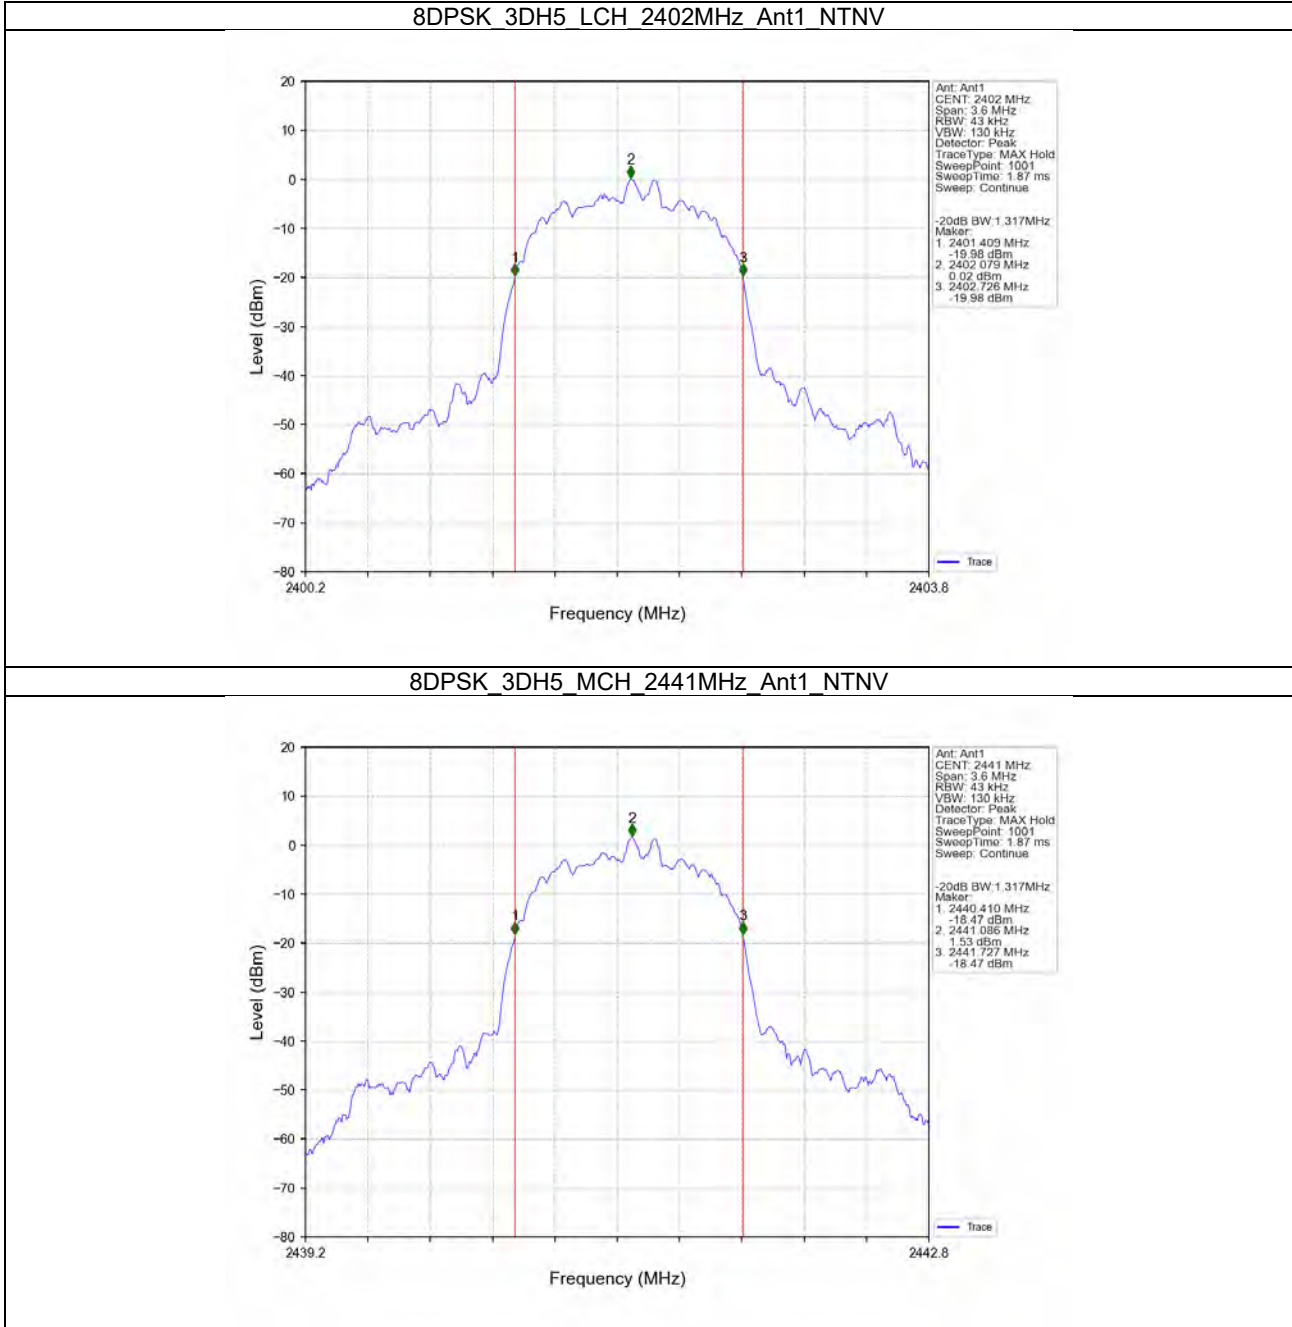 8DPSK_3DH5_LCH_2402MHz_Ant1_NTNV
20
10
0
−10
−20
−30
−40
−50
−60
−70
−80
Level (dBm)
1
2
3
2400.2
2403.8
Frequency (MHz)
Ant: Ant1
CENT: 2402 MHz
Span: 3.6 MHz
RBW: 43 kHz
VBW: 130 kHz
Detector: Peak
TraceType: MAX Hold
SweepPoint: 1001
SweepTime: 1.87 ms
Sweep: Continue
-20dB BW:1.317MHz
Maker:
1. 2401.409 MHz
-19.98 dBm
2. 2402.079 MHz
0.02 dBm
3. 2402.726 MHz
-19.98 dBm
Trace
8DPSK_3DH5_MCH_2441MHz_Ant1_NTNV
20
10
0
−10
−20
−30
−40
−50
−60
−70
−80
Level (dBm)
1
2
3
2439.2
2442.8
Frequency (MHz)
Ant: Ant1
CENT: 2441 MHz
Span: 3.6 MHz
RBW: 43 kHz
VBW: 130 kHz
Detector: Peak
TraceType: MAX Hold
SweepPoint: 1001
SweepTime: 1.87 ms
Sweep: Continue
-20dB BW:1.317MHz
Maker:
1. 2440.410 MHz
-18.47 dBm
2. 2441.086 MHz
1.53 dBm
3. 2441.727 MHz
-18.47 dBm
Trace